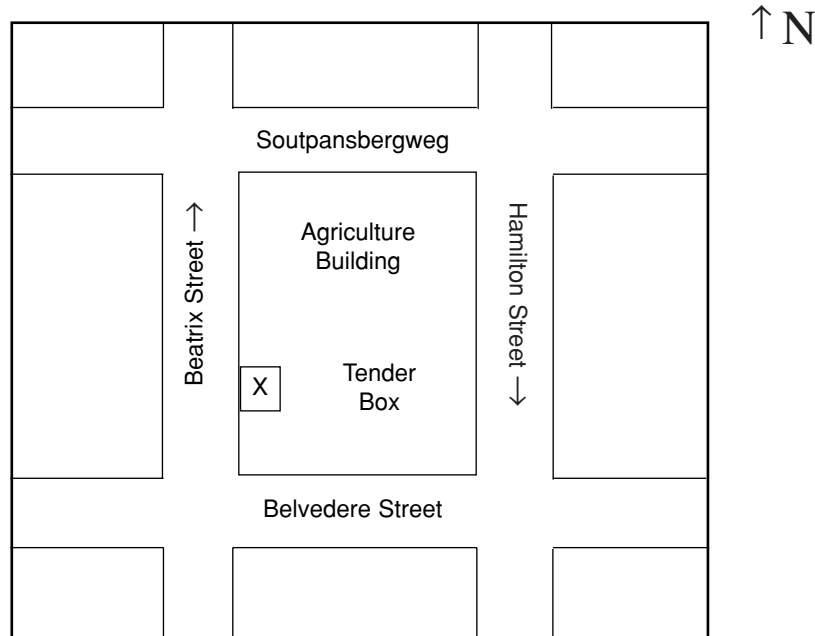 ↑ N
Soutpansbergweg
Agriculture
Building
Beatrix Street →
Hamilton Street →
X
Tender
Box
Belvedere Street